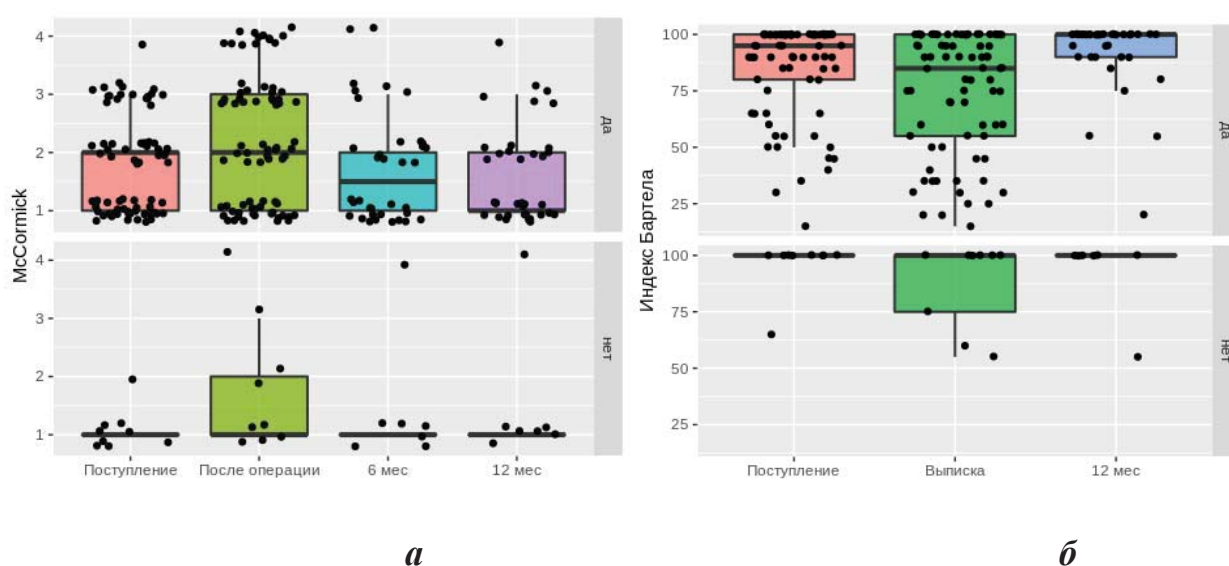 McCormick
4
3
2
1
да
4
3
2
1
нет
Поступление После операции 6 мес 12 мес
а
Индекс Бартела
100
75
50
25
да
100
75
50
25
нет
Поступление Выписка 12 мес
б